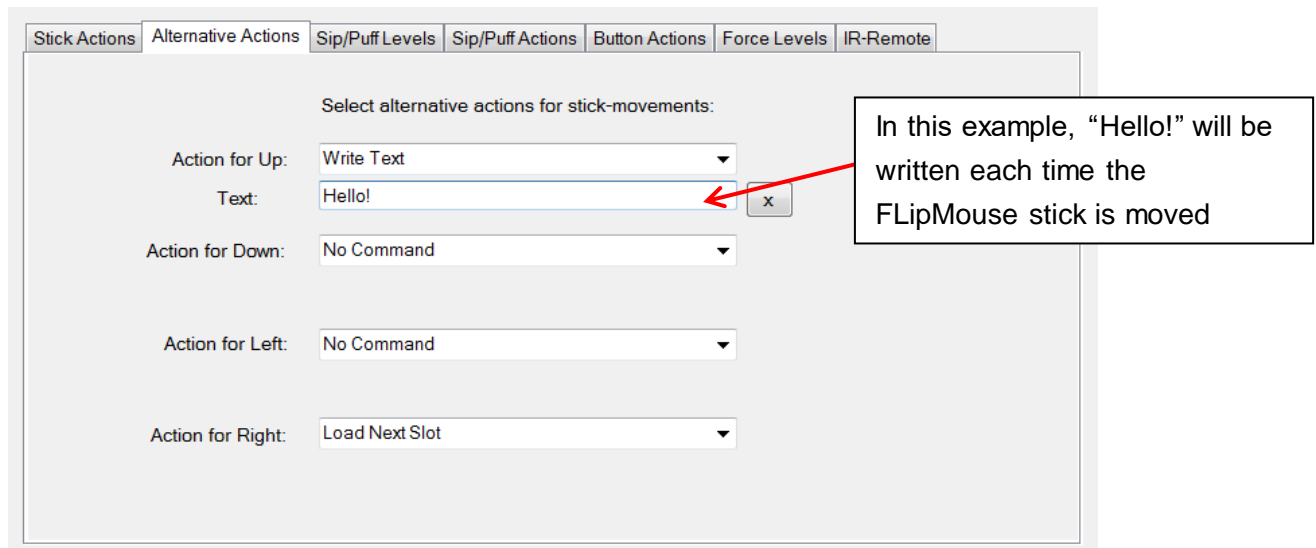 Stick Actions Alternative Actions Sip/Puff Levels Sip/Puff Actions Button Actions Force Levels IR-Remote
Select alternative actions for stick-movements:
In this example, “Hello!” will be
written each time the
FLipMouse stick is moved
Action for Up: Write Text
Text: Hello! x
Action for Down: No Command
Action for Left: No Command
Action for Right: Load Next Slot